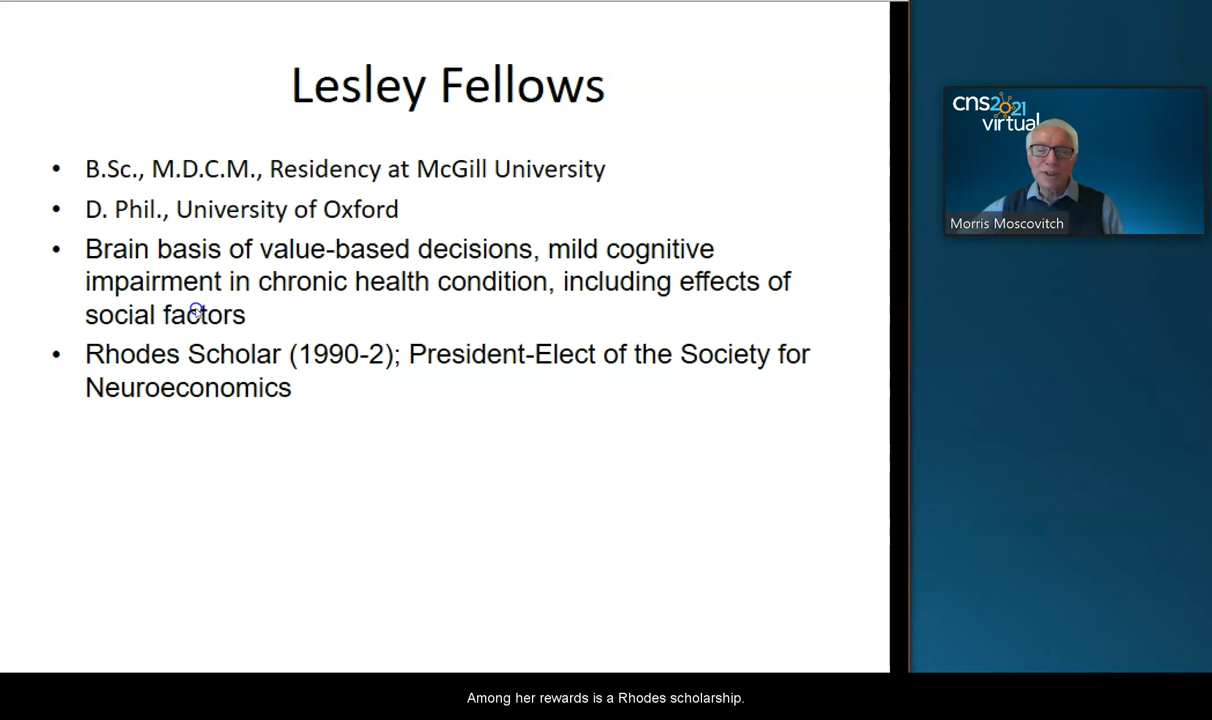 Lesley Fellows
• B.Sc., M.D.C.M., Residency at McGill University
• D. Phil., University of Oxford
• Brain basis of value-based decisions, mild cognitive
impairment in chronic health condition, including effects of
social factors
• Rhodes Scholar (1990-2); President-Elect of the Society for
Neuroeconomics
cns2021
virtual
Morris Moscovitch
Among her rewards is a Rhodes scholarship.